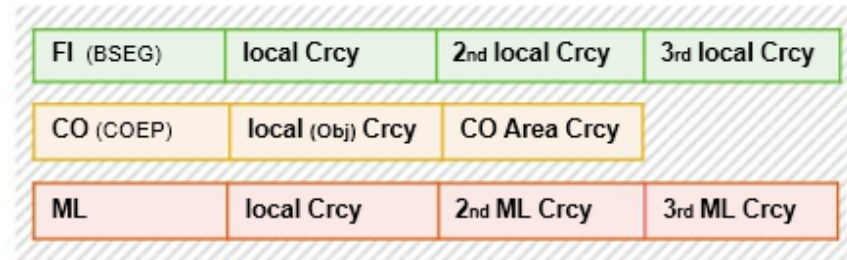 FI (BSEG) local Crcy 2nd local Crcy 3rd local Crcy
CO (COEP) local (Obj) Crcy CO Area Crcy
ML local Crcy 2nd ML Crcy 3rd ML Crcy